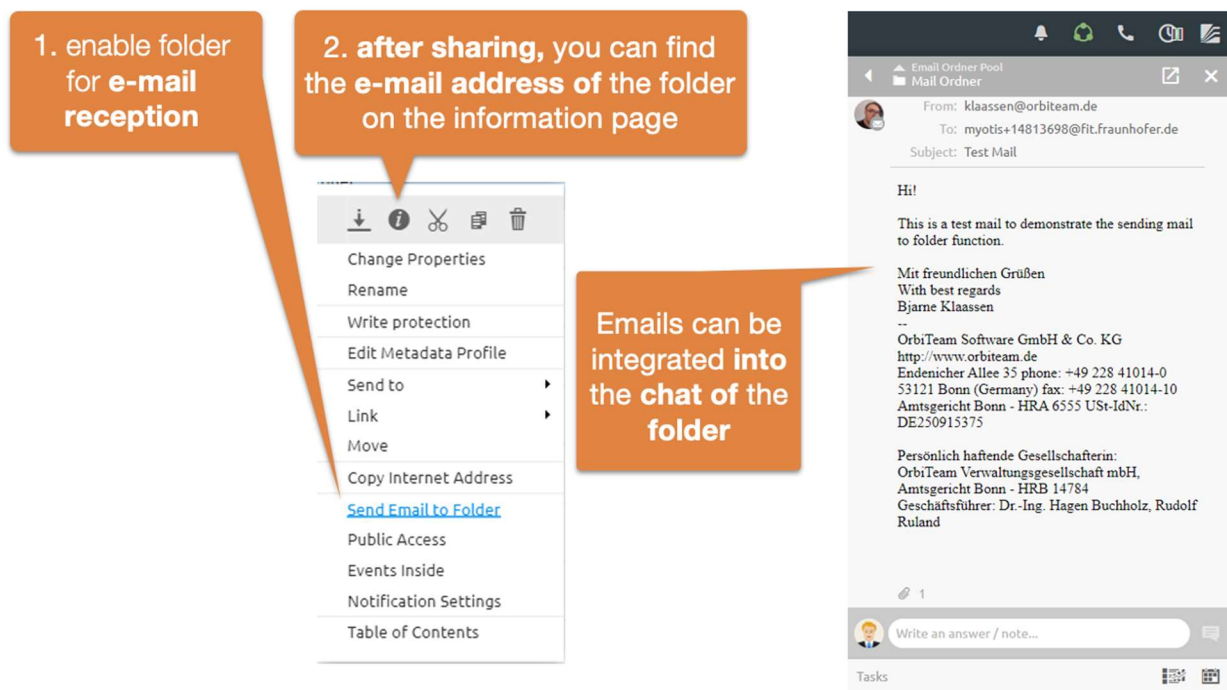 1. enable folder
for e-mail
reception
2. after sharing, you can find
the e-mail address of the folder
on the information page
Change Properties
Rename
Write protection
Edit Metadata Profile
Send to
Link
Move
Copy Internet Address
Send Email to Folder
Public Access
Events Inside
Notification Settings
Table of Contents
Emails can be
integrated into
the chat of the
folder
Email Ordner Pool
Mail Ordner
From: klaassen@orbiteam.de
To: myotis+14813698@fit.fraunhofer.de
Subject: Test Mail
Hi!
This is a test mail to demonstrate the sending mail
to folder function.
Mit freundlichen Grüßen
With best regards
Bjarne Klaassen
--
OrbiTeam Software GmbH & Co. KG
http://www.orbiteam.de
Endenicher Allee 35 phone: +49 228 41014-0
53121 Bonn (Germany) fax: +49 228 41014-10
Amtsgericht Bonn - HRA 6555 USt-IdNr.:
DE250915375
Persönlich haftende Gesellschafterin:
OrbiTeam Verwaltungsgesellschaft mbH,
Amtsgericht Bonn - HRB 14784
Geschäftsführer: Dr.-Ing. Hagen Buchholz, Rudolf
Ruland
1
Write an answer / note...
Tasks